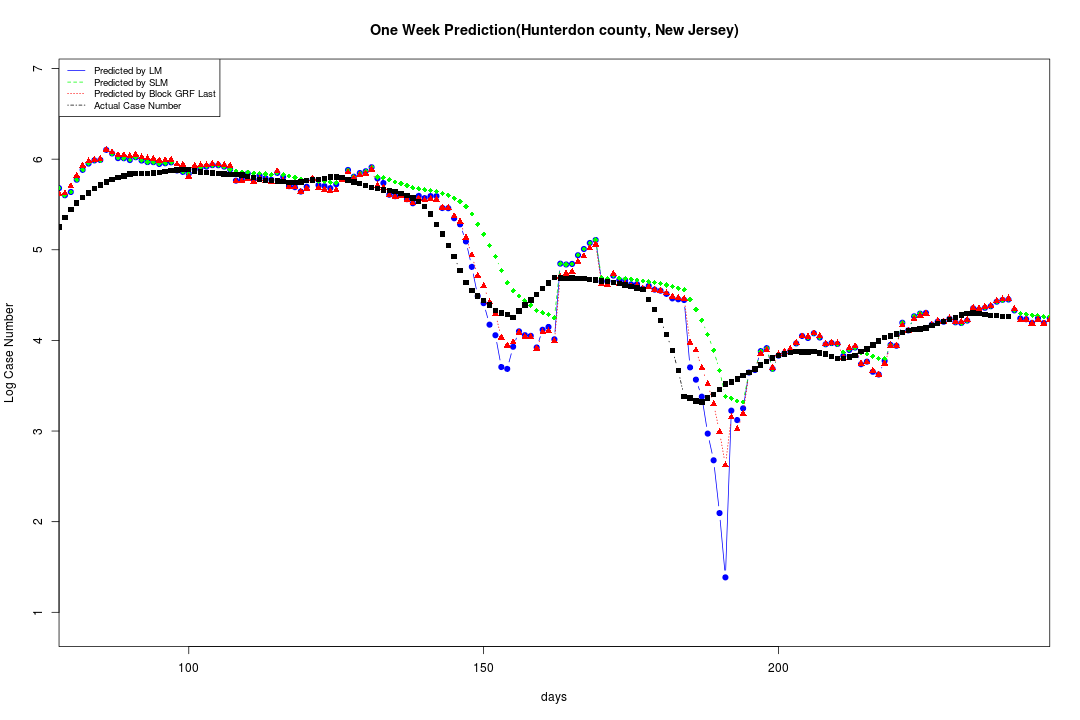 One Week Prediction(Hunterdon county, New Jersey)
Predicted by LM
Predicted by SLM
Predicted by Block GRF Last
Actual Case Number
Log Case Number
7
6
5
4
3
2
1
100 150 200
days